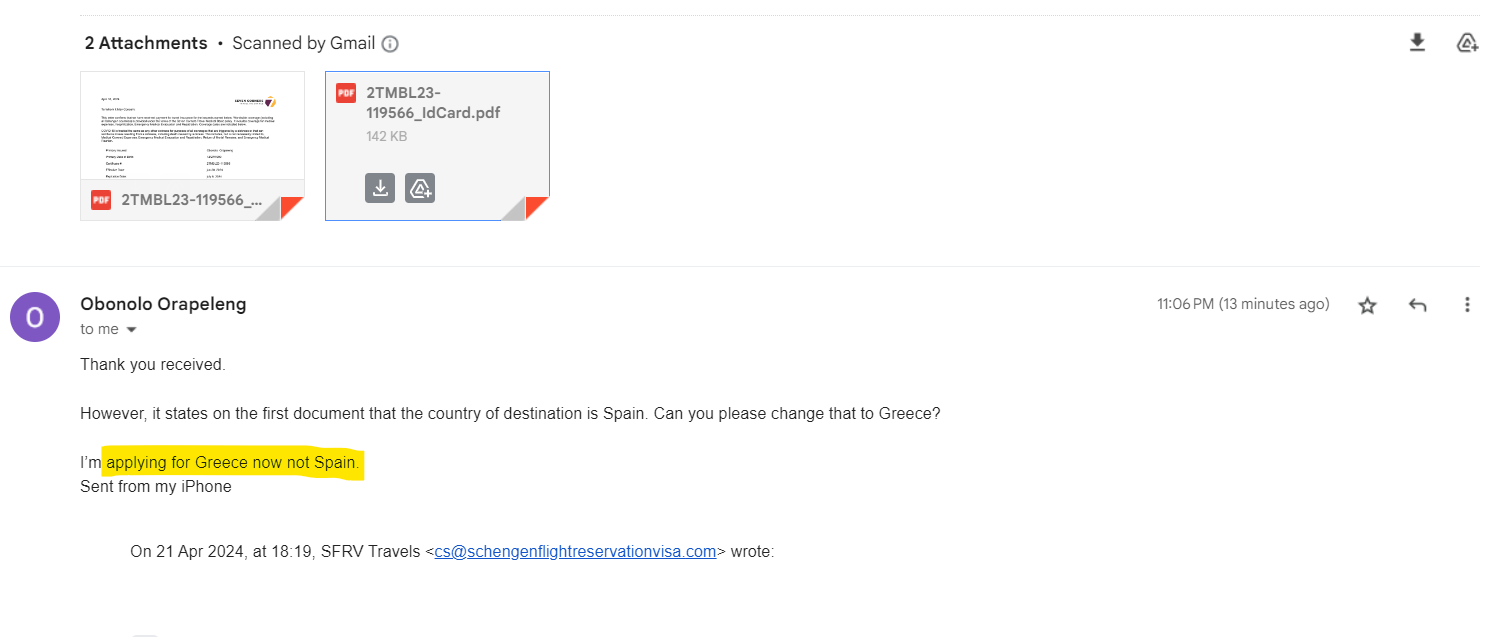 2 Attachments • Scanned by Gmail
2TMBL23-119566_...
PDF
2TMBL23-
119566_IdCard.pdf
142 KB
PDF
O
Obonolo Orapeleng
11:06 PM (13 minutes ago)
to me
Thank you received.
However, it states on the first document that the country of destination is Spain. Can you please change that to Greece?
I'm applying for Greece now not Spain.
Sent from my iPhone
On 21 Apr 2024, at 18:19, SFRV Travels <cs@schengenflightreservationvisa.com> wrote: